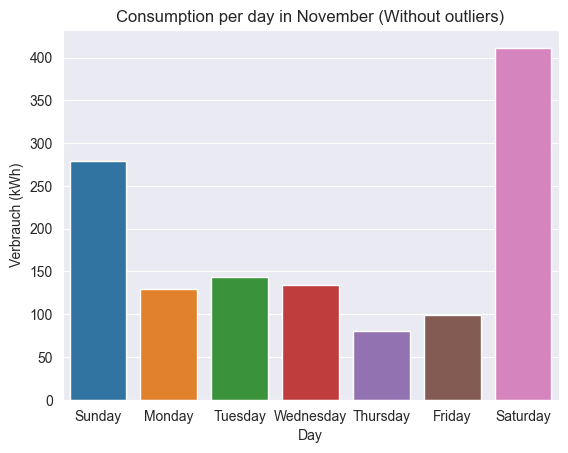 Consumption per day in November (Without outliers)
Verbrauch (kWh)
400
350
300
250
200
150
100
50
0
Sunday Monday Tuesday Wednesday Thursday Friday Saturday
Day